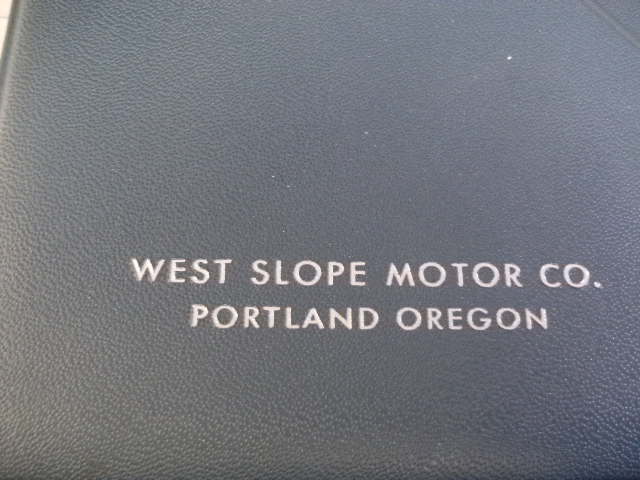 WEST SLOPE MOTOR CO.
PORTLAND OREGON